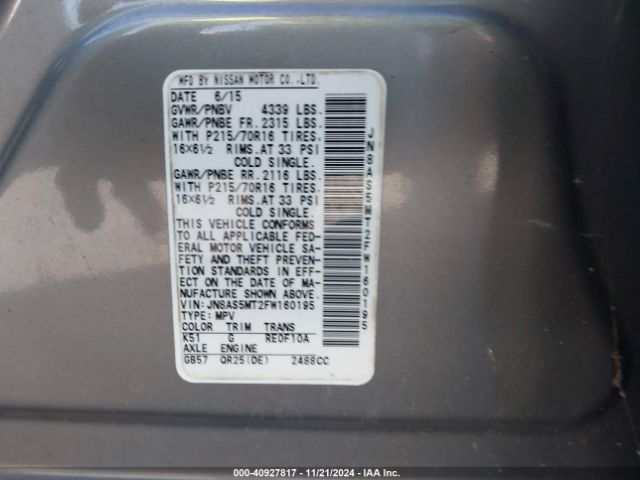 MFD BY NISSAN MOTOR CO.,LTD.
DATE 6/15
GVWR/PNBV 4339 LBS.
GAWR/PNBE FR. 2315 LBS.
WITH P215/70R16 TIRES.
16X6½ RIMS.AT 33 PSI
COLD SINGLE.
GAWR/PNBE RR. 2116 LBS.
WITH P215/70R16 TIRES.
16X6½ RIMS.AT 33 PSI
COLD SINGLE.
THIS VEHICLE CONFORMS
TO ALL APPLICABLE FED-
ERAL MOTOR VEHICLE SA-
FETY AND THEFT PREVEN-
TION STANDARDS IN EFF-
ECT ON THE DATE OF MA-
NUFACTURE SHOWN ABOVE.
VIN: JN8AS5MT2FW160195
TYPE: MPV
COLOR TRIM TRANS
K51 G RE0F10A
AXLE ENGINE
GB57 QR25(DE) 2488CC
JN8AS5MT2FW160195
000-40927817 - 11/21/2024 - IAA Inc.